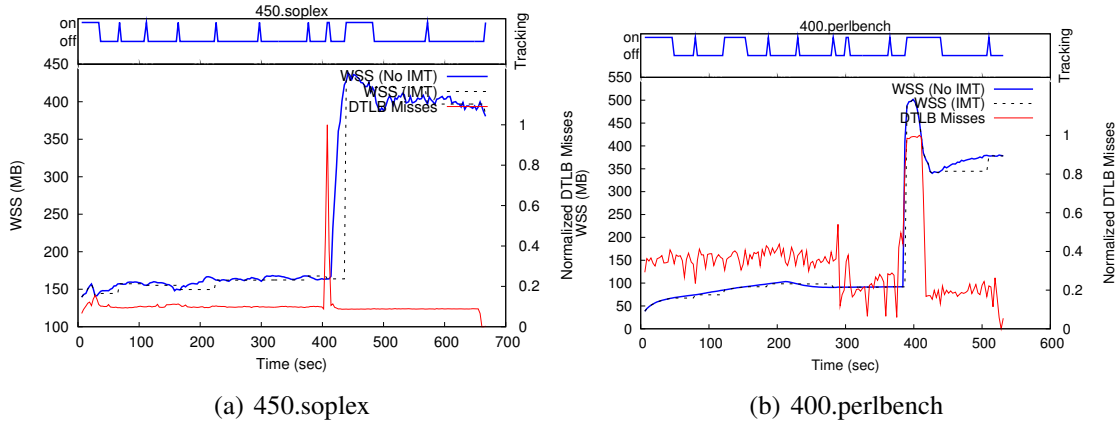 450.soplex
on
off
Tracking
450
400
350
300
250
200
150
100
WSS (MB)
WSS (No IMT)
WSS (IMT)
DTLB Misses
1
0.8
0.6
0.4
0.2
0
Normalized DTLB Misses
0 100 200 300 400 500 600 700
Time (sec)
(a) 450.soplex
400.perlbench
on
off
Tracking
550
500
450
400
350
300
250
200
150
100
50
0
WSS (MB)
WSS (No IMT)
WSS (IMT)
DTLB Misses
1
0.8
0.6
0.4
0.2
0
Normalized DTLB Misses
0 100 200 300 400 500 600
Time (sec)
(b) 400.perlbench